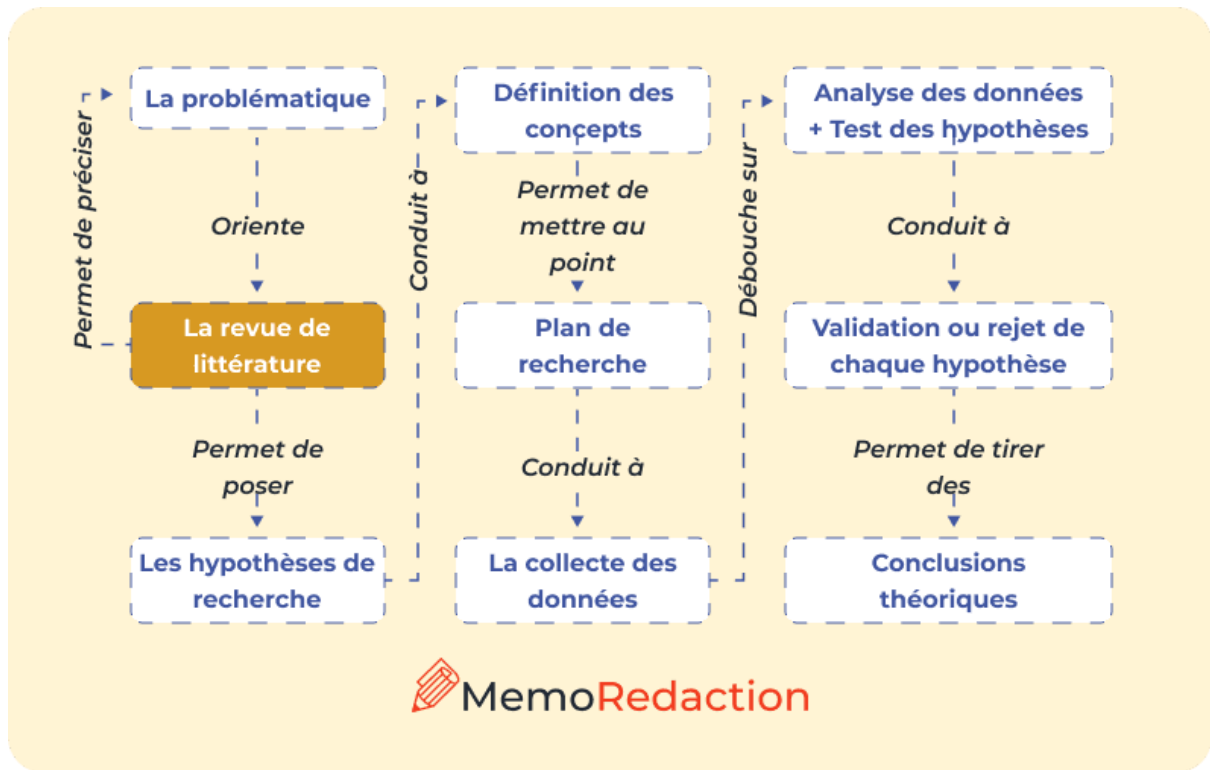 La problématique
Oriente
Permet de préciser
La revue de
littérature
Permet de
poser
Les hypothèses de
recherche
Conduit à
Définition des
concepts
Permet de
mettre au
point
Plan de
recherche
Conduit à
La collecte des
données
Débouche sur
Analyse des données
+ Test des hypothèses
Conduit à
Validation ou rejet de
chaque hypothèse
Permet de tirer
des
Conclusions
théoriques
MemoRedaction